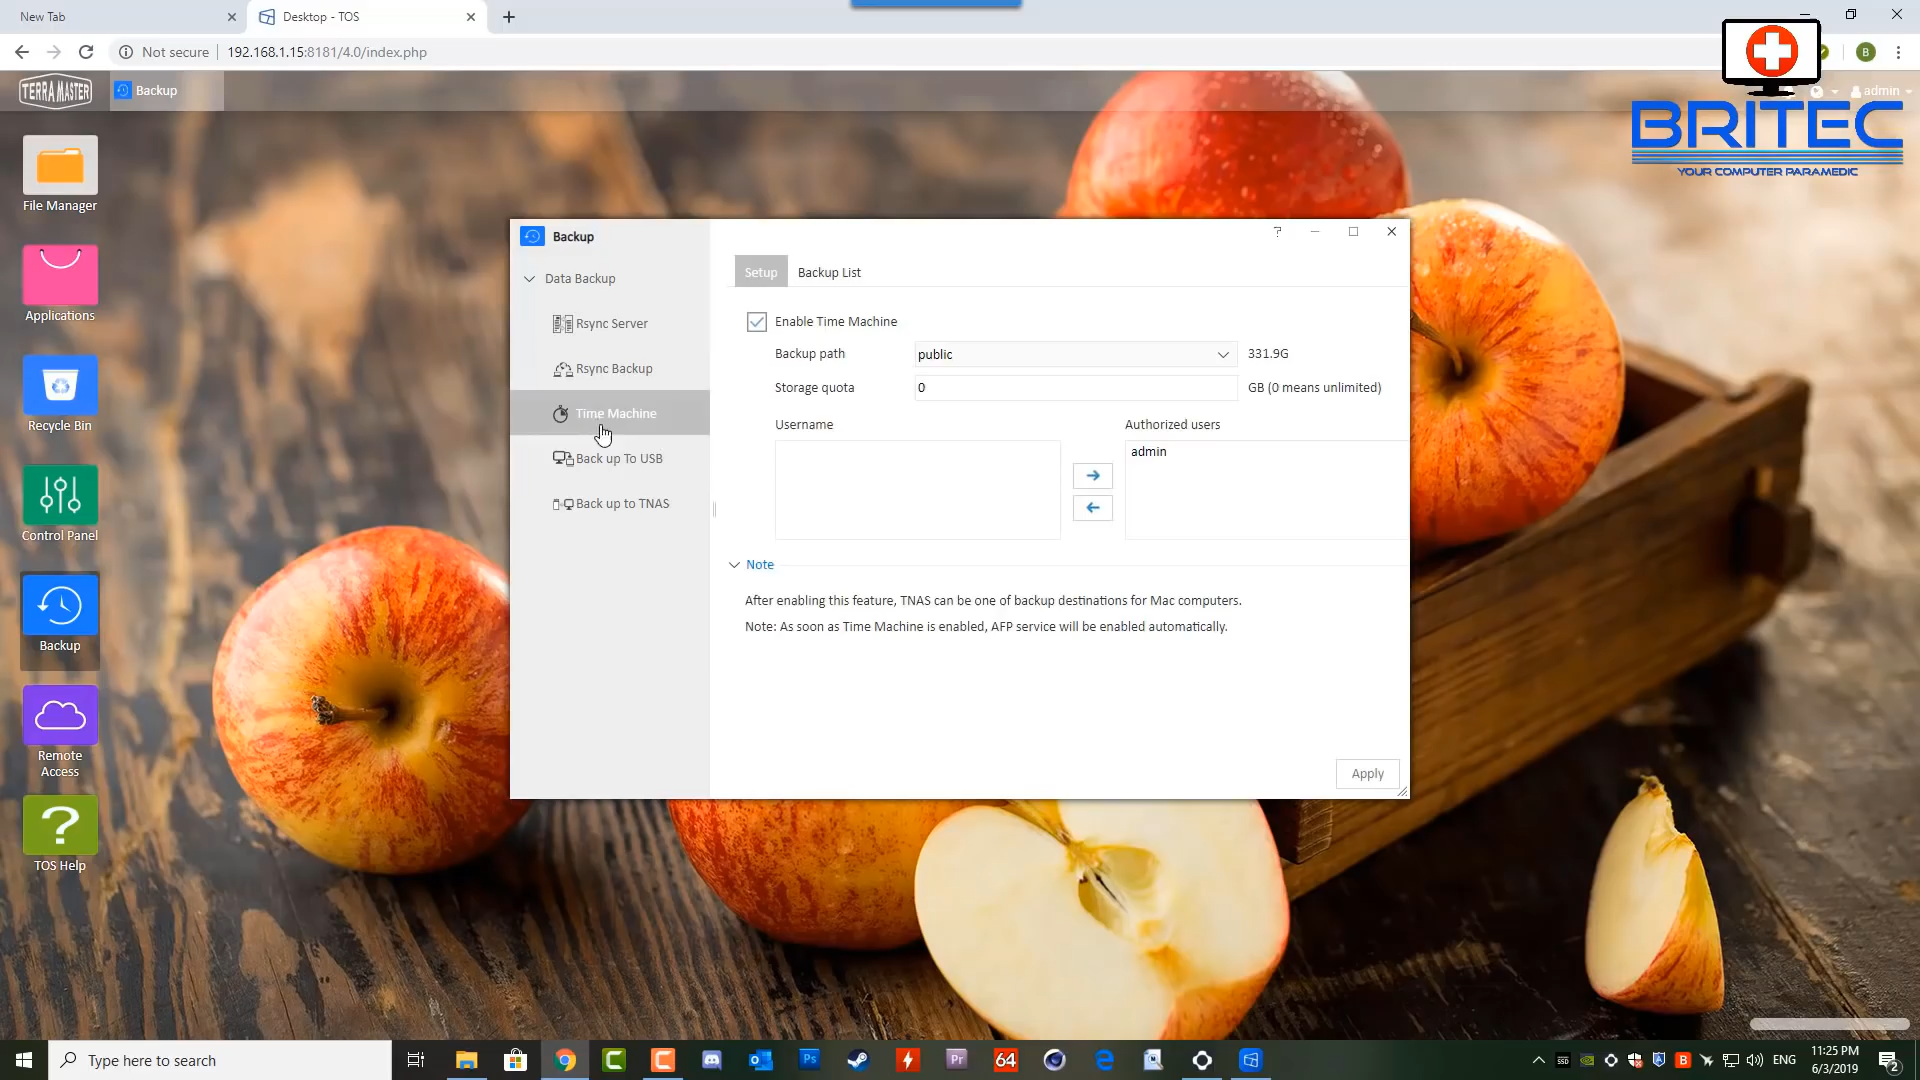 New Tab
Desktop - TOS
Not secure
192.168.1.15:8181/4.0/index.php
B
TERRAMASTER
Backup
admin
BRITEC
YOUR COMPUTER PARAMEDIC
File Manager
Applications
Recycle Bin
Control Panel
Backup
Remote
Access
?
TOS Help
Backup
?
Data Backup
Rsync Server
Rsync Backup
Time Machine
Back up To USB
Back up to TNAS
Setup
Backup List
Enable Time Machine
Backup path
public
331.9G
Storage quota
0
GB (0 means unlimited)
Username
Authorized users
admin
Note
After enabling this feature, TNAS can be one of backup destinations for Mac computers.
Note: As soon as Time Machine is enabled, AFP service will be enabled automatically.
Apply
Type here to search
Ps
Pr
64
SSD
B
ENG
11:25 PM
6/3/2019
2